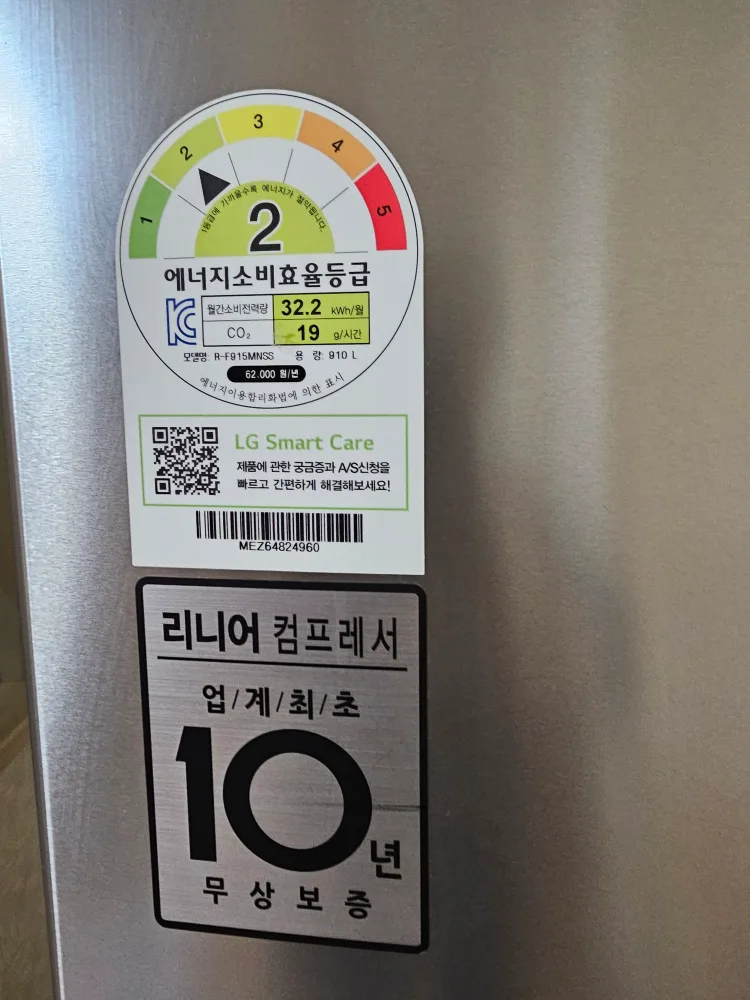 1 2 3 4 5
1등급에 가까울수록 에너지가 절약됩니다.
2
에너지소비효율등급
KC
월간소비전력량 32.2 kWh/월
CO₂ 19 g/시간
모델명: R-F915MNSS 용 량: 910 L
62,000 원/년
에너지이용합리화법에 의한 표시
LG Smart Care
제품에 관한 궁금증과 A/S신청을
빠르고 간편하게 해결해보세요!
MEZ64824960
리니어 컴프레서
업/계/최/초
10년
무상보증